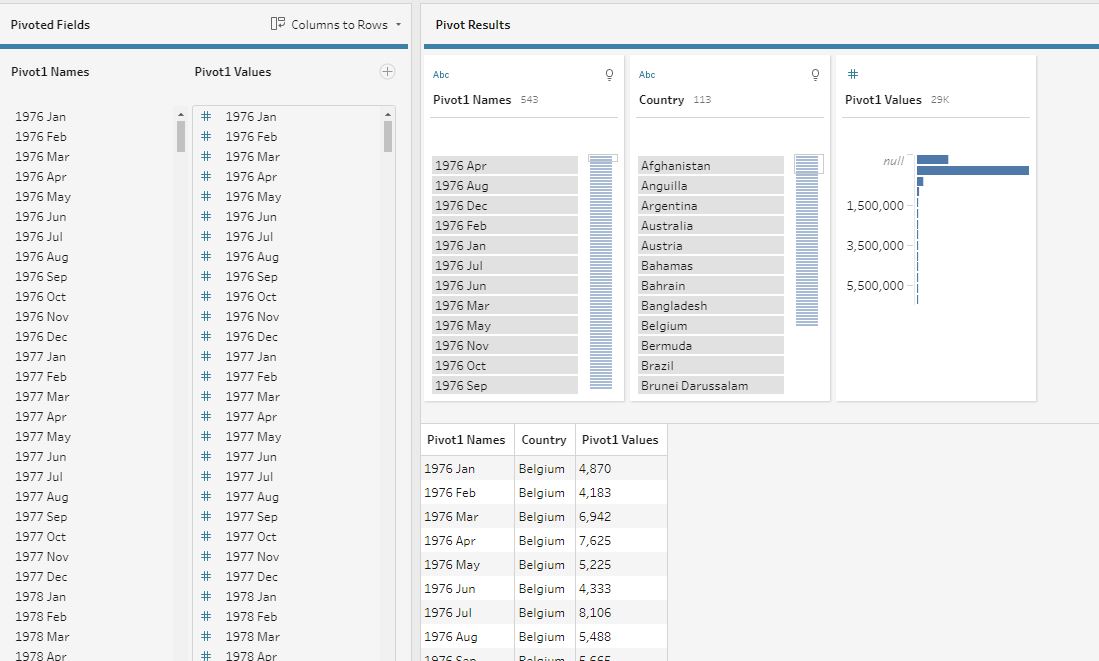 Pivoted Fields
Columns to Rows
Pivot1 Names
Pivot1 Values
1976 Jan
1976 Feb
1976 Mar
1976 Apr
1976 May
1976 Jun
1976 Jul
1976 Aug
1976 Sep
1976 Oct
1976 Nov
1976 Dec
1977 Jan
1977 Feb
1977 Mar
1977 Apr
1977 May
1977 Jun
1977 Jul
1977 Aug
1977 Sep
1977 Oct
1977 Nov
1977 Dec
1978 Jan
1978 Feb
1978 Mar
1978 Apr
# 1976 Jan
# 1976 Feb
# 1976 Mar
# 1976 Apr
# 1976 May
# 1976 Jun
# 1976 Jul
# 1976 Aug
# 1976 Sep
# 1976 Oct
# 1976 Nov
# 1976 Dec
# 1977 Jan
# 1977 Feb
# 1977 Mar
# 1977 Apr
# 1977 May
# 1977 Jun
# 1977 Jul
# 1977 Aug
# 1977 Sep
# 1977 Oct
# 1977 Nov
# 1977 Dec
# 1978 Jan
# 1978 Feb
# 1978 Mar
# 1978 Apr
Pivot Results
Abc
Pivot1 Names 543
1976 Apr
1976 Aug
1976 Dec
1976 Feb
1976 Jan
1976 Jul
1976 Jun
1976 Mar
1976 May
1976 Nov
1976 Oct
1976 Sep
Abc
Country 113
Afghanistan
Anguilla
Argentina
Australia
Austria
Bahamas
Bahrain
Bangladesh
Belgium
Bermuda
Brazil
Brunei Darussalam
#
Pivot1 Values 29K
null
1,500,000
3,500,000
5,500,000
Pivot1 Names Country Pivot1 Values
1976 Jan Belgium 4,870
1976 Feb Belgium 4,183
1976 Mar Belgium 6,942
1976 Apr Belgium 7,625
1976 May Belgium 5,225
1976 Jun Belgium 4,333
1976 Jul Belgium 8,106
1976 Aug Belgium 5,488
1976 Sep Belgium 5,665